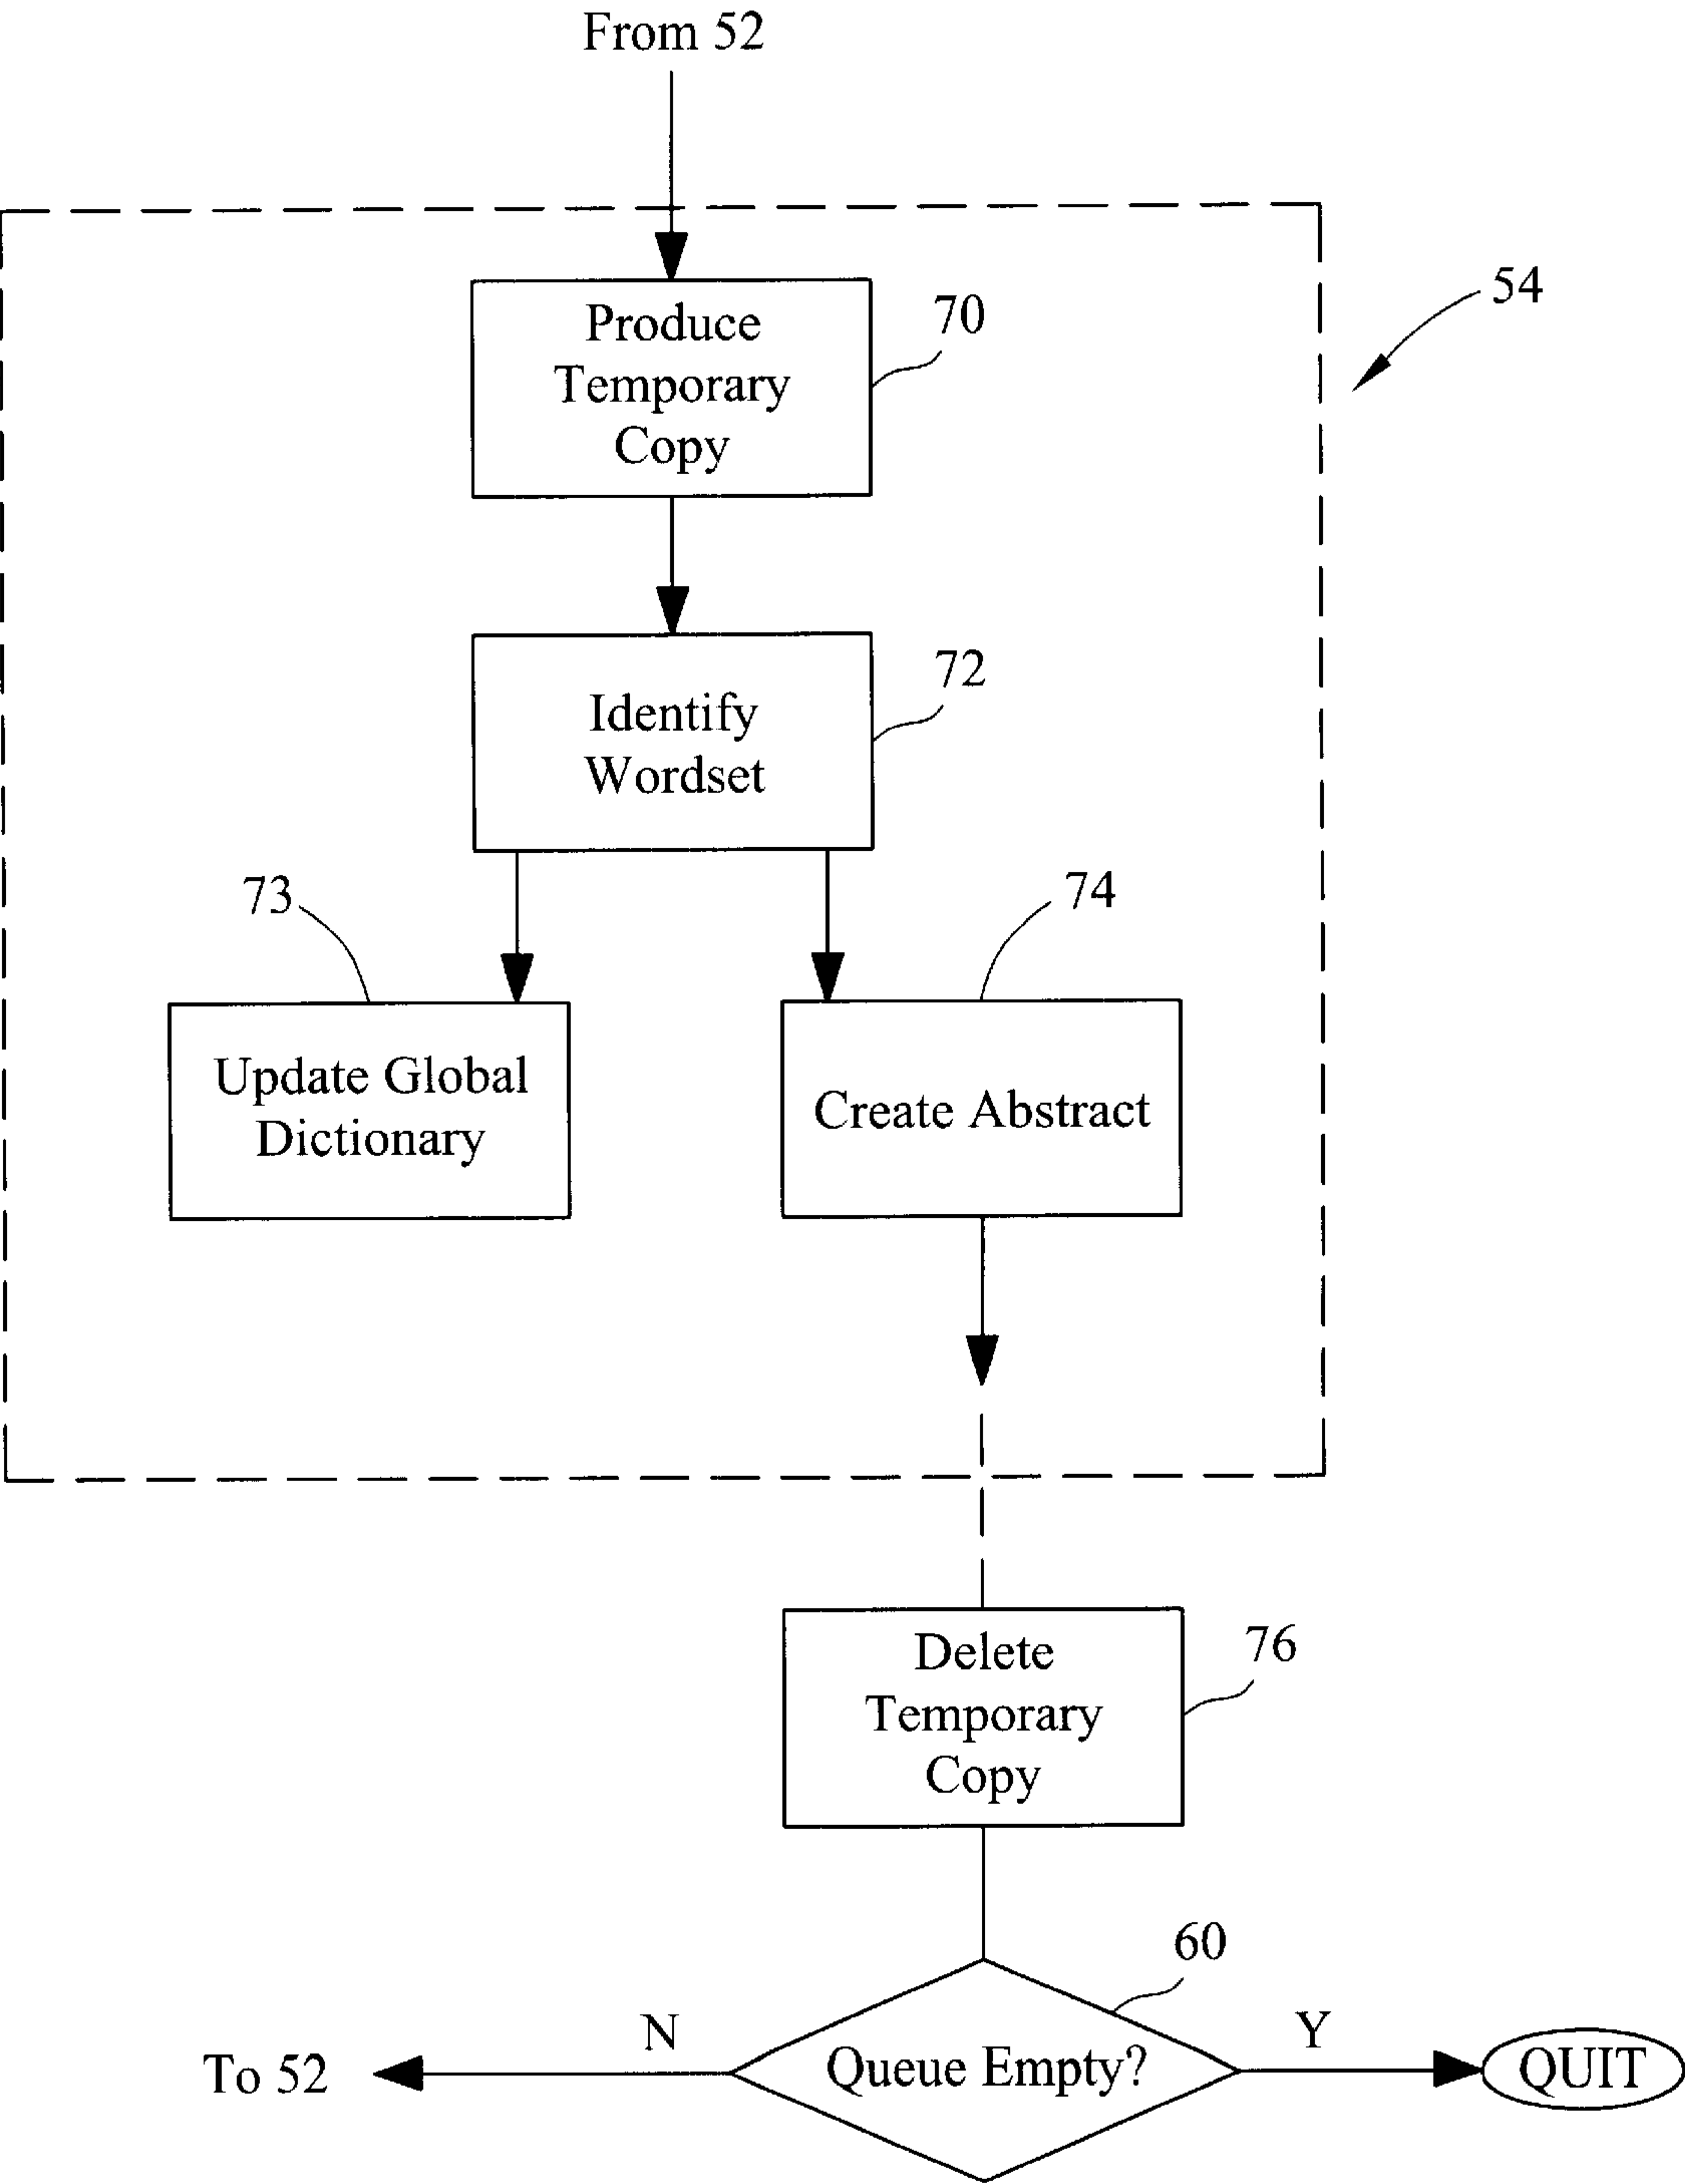 From 52
54
Produce
Temporary
Copy
70
Identify
Wordset
72
73
74
Update Global
Dictionary
Create Abstract
Delete
Temporary
Copy
76
60
N
Y
To 52
Queue Empty?
QUIT